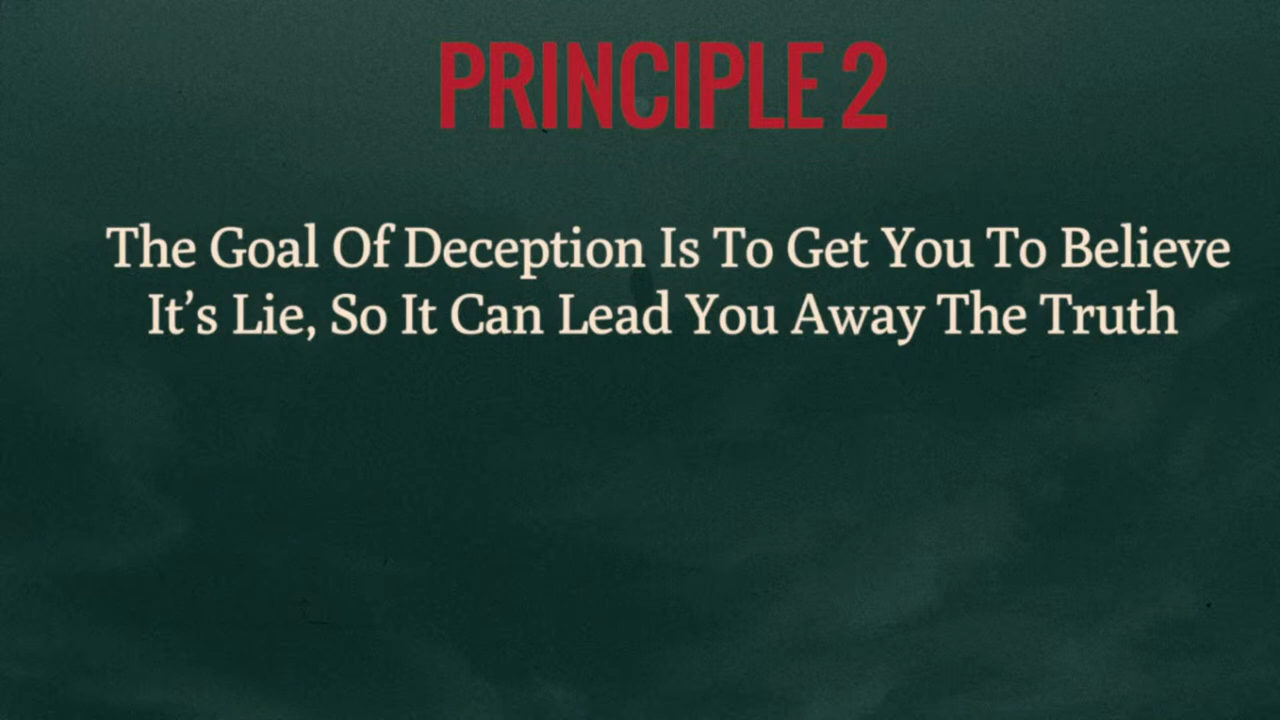 PRINCIPLE 2
The Goal Of Deception Is To Get You To Believe
It’s Lie, So It Can Lead You Away The Truth